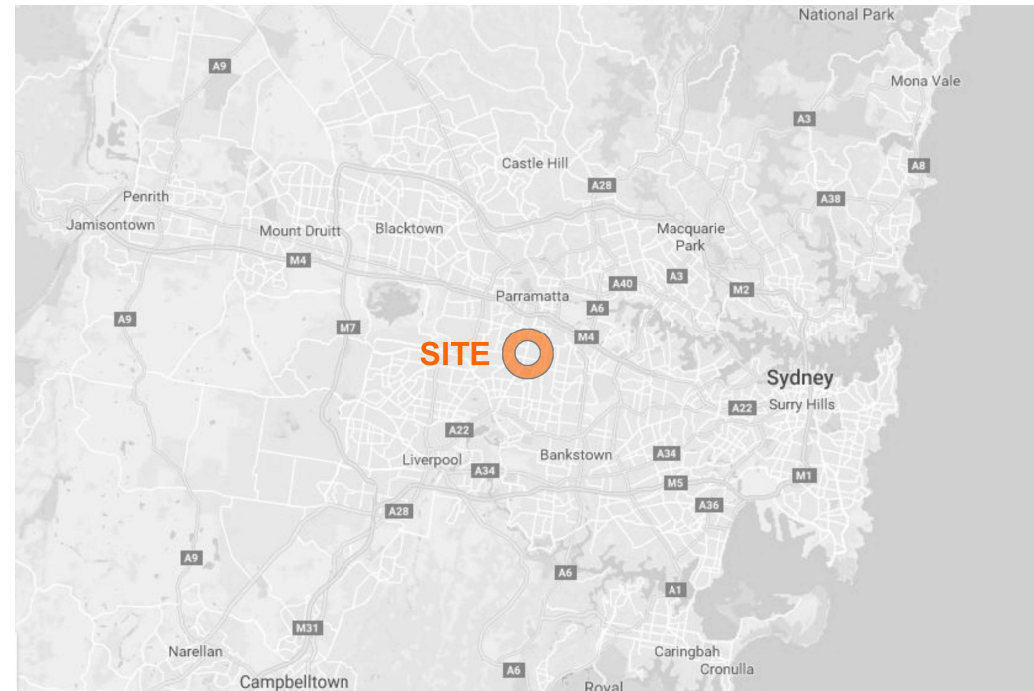 National Park
A9
Mona Vale
A3
Castle Hill
A8
A28
Penrith
A38
Jamisontown
Mount Druitt
Blacktown
Macquarie
Park
M4
A3
A40
M2
Parramatta
A6
A9
M7
M4
SITE
Sydney
Surry Hills
A22
A22
Liverpool
A34
Bankstown
A34
M5
M1
A36
A28
A9
A6
A1
M31
Narellan
Caringbah
Cronulla
A6
Campbelltown
Royal